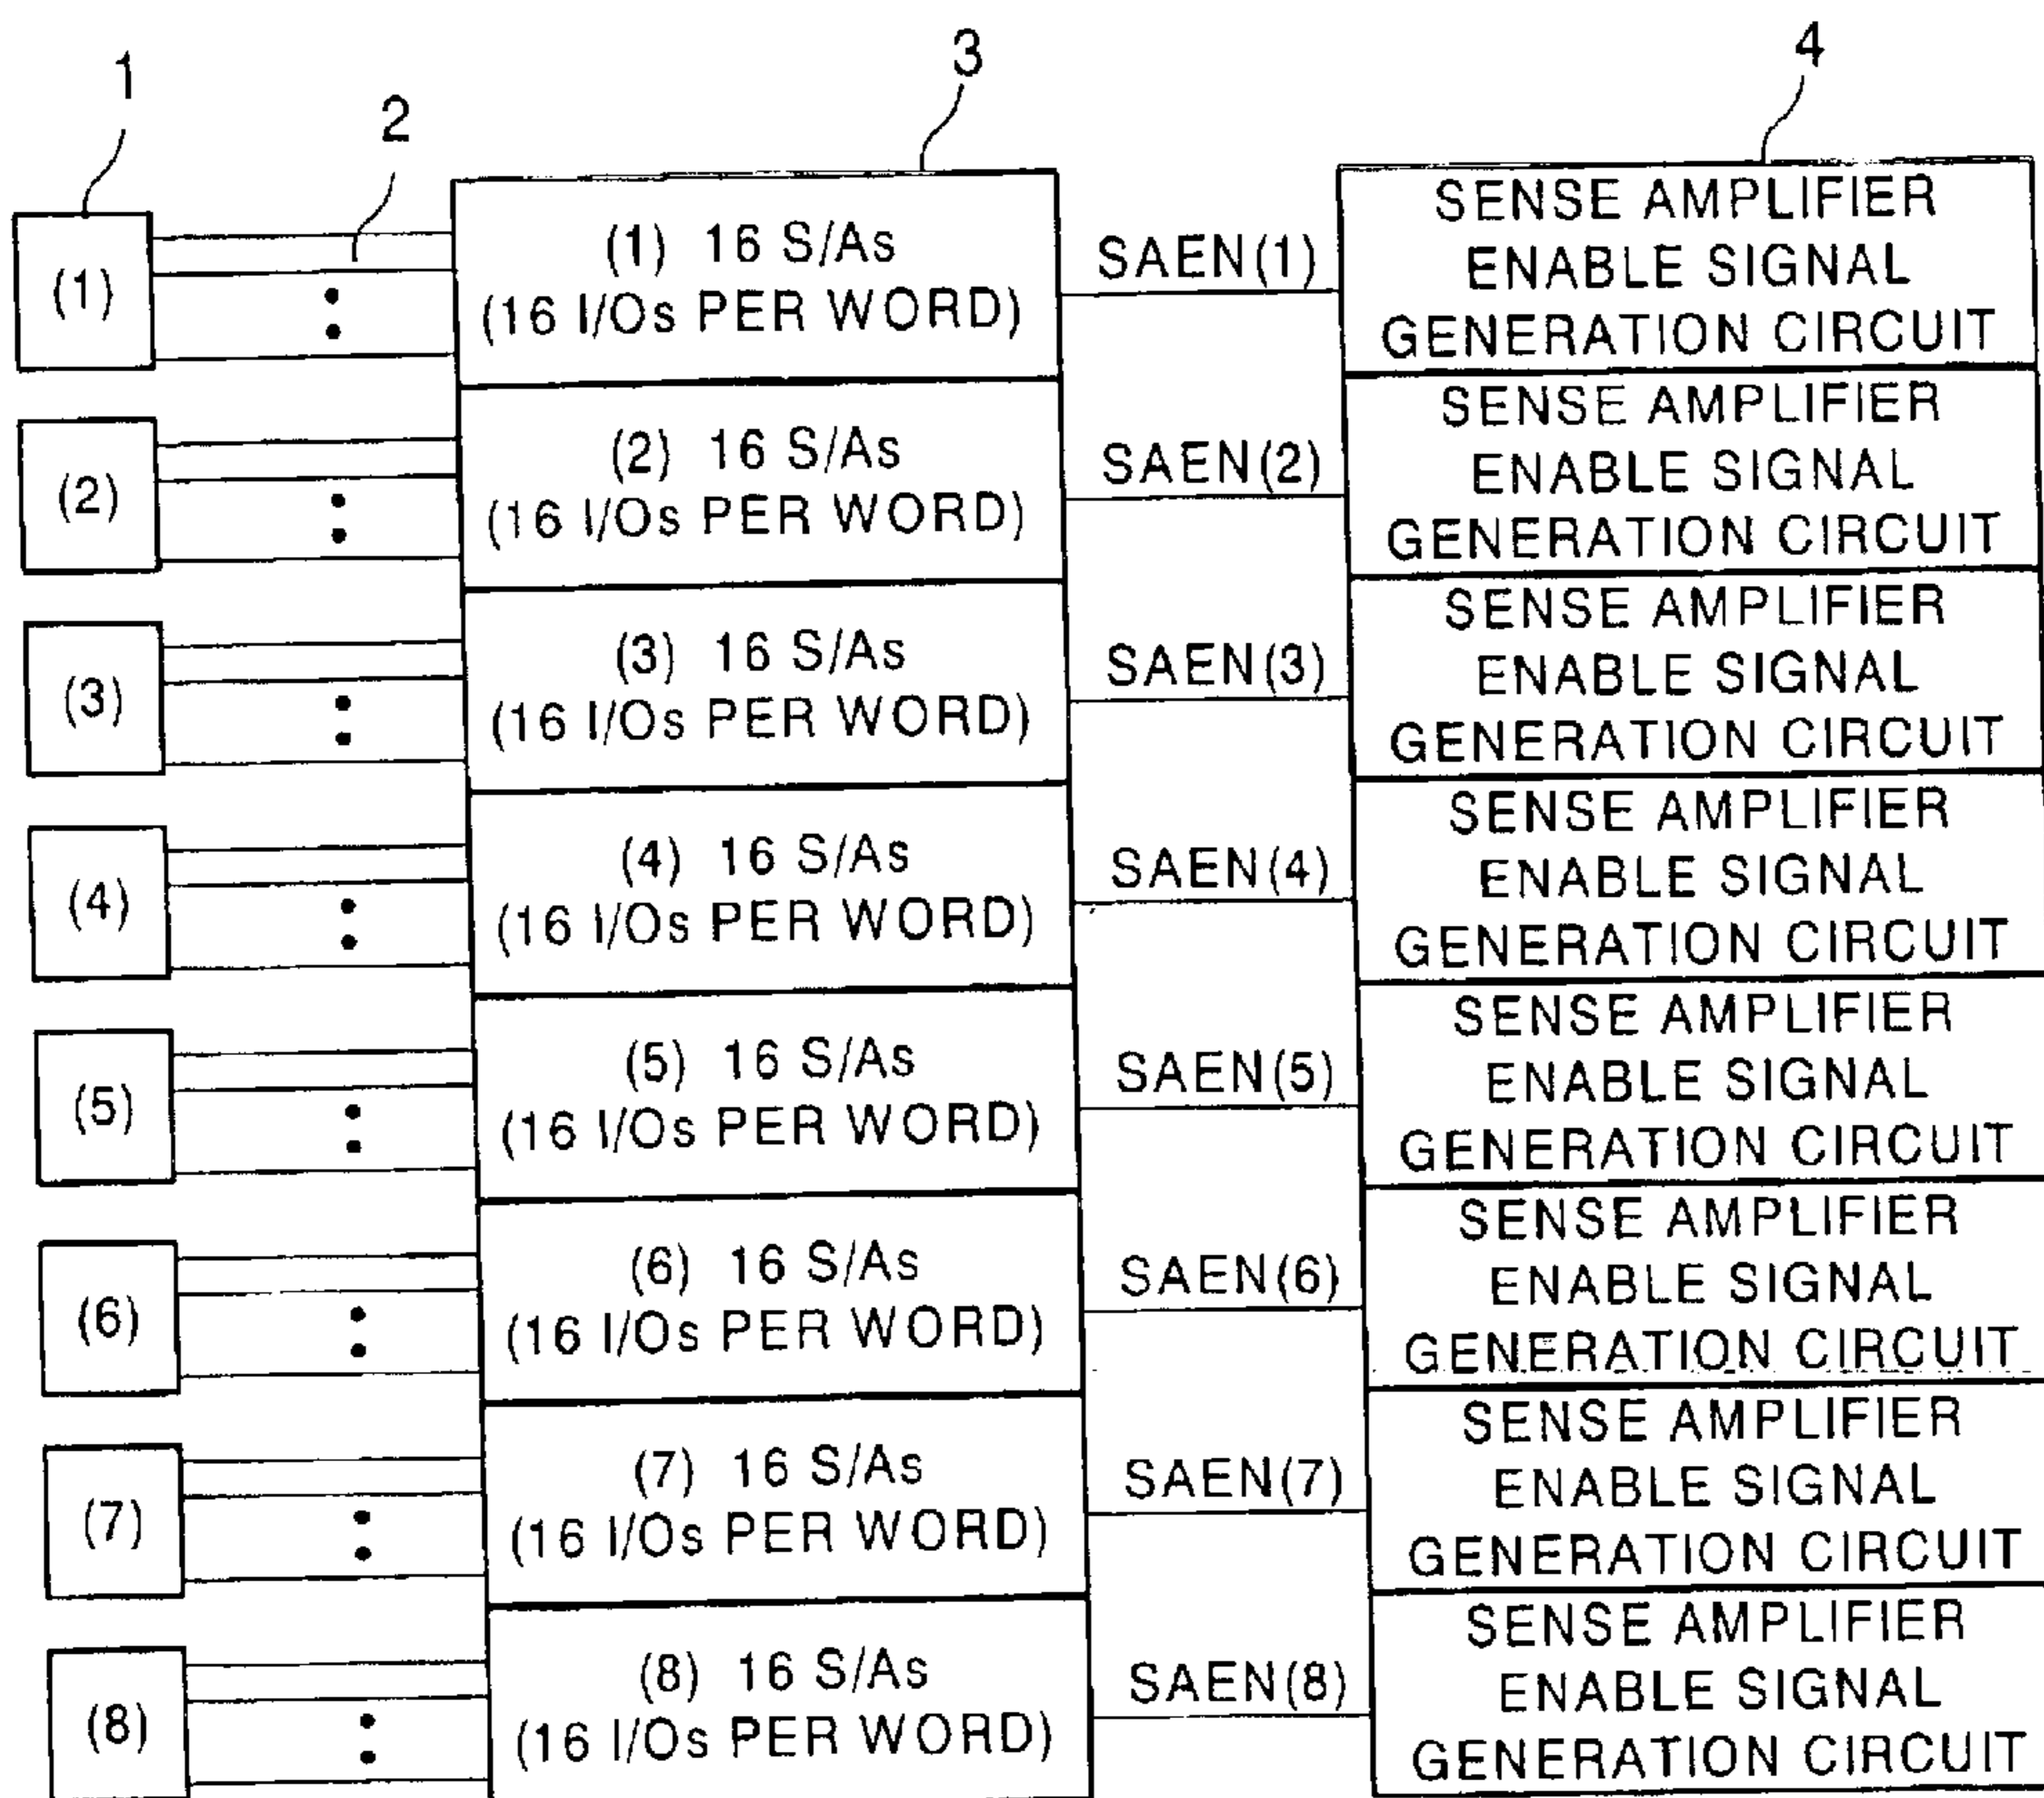 1
2
3
4
(1)
(1) 16 S/As
(16 I/Os PER WORD)
SAEN(1)
SENSE AMPLIFIER
ENABLE SIGNAL
GENERATION CIRCUIT
(2)
(2) 16 S/As
(16 I/Os PER WORD)
SAEN(2)
SENSE AMPLIFIER
ENABLE SIGNAL
GENERATION CIRCUIT
(3)
(3) 16 S/As
(16 I/Os PER WORD)
SAEN(3)
SENSE AMPLIFIER
ENABLE SIGNAL
GENERATION CIRCUIT
(4)
(4) 16 S/As
(16 I/Os PER WORD)
SAEN(4)
SENSE AMPLIFIER
ENABLE SIGNAL
GENERATION CIRCUIT
(5)
(5) 16 S/As
(16 I/Os PER WORD)
SAEN(5)
SENSE AMPLIFIER
ENABLE SIGNAL
GENERATION CIRCUIT
(6)
(6) 16 S/As
(16 I/Os PER WORD)
SAEN(6)
SENSE AMPLIFIER
ENABLE SIGNAL
GENERATION CIRCUIT
(7)
(7) 16 S/As
(16 I/Os PER WORD)
SAEN(7)
SENSE AMPLIFIER
ENABLE SIGNAL
GENERATION CIRCUIT
(8)
(8) 16 S/As
(16 I/Os PER WORD)
SAEN(8)
SENSE AMPLIFIER
ENABLE SIGNAL
GENERATION CIRCUIT